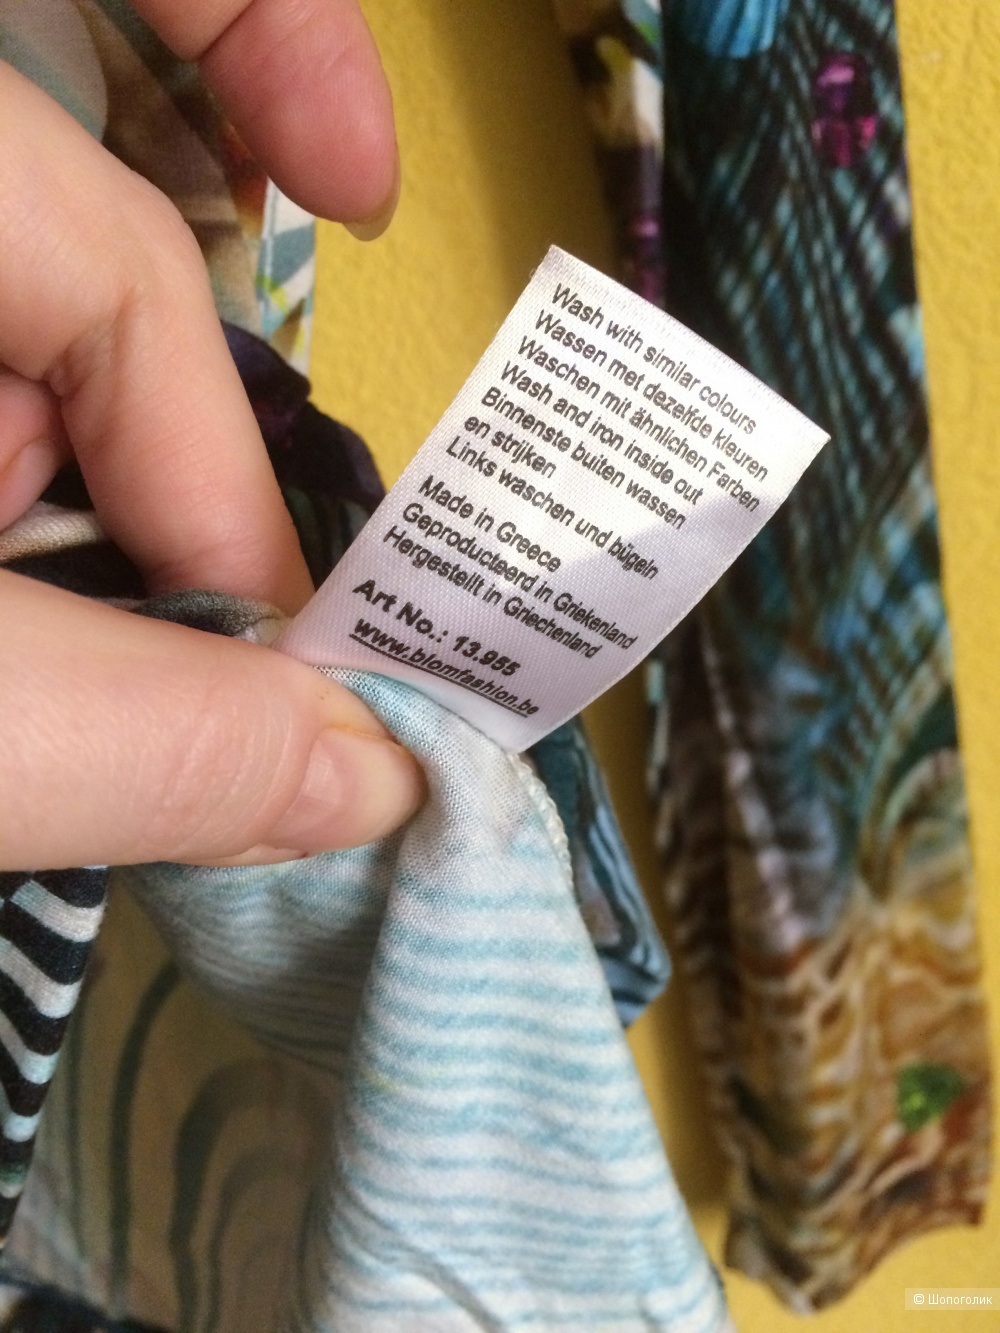 Wash with similar colours
Wassen met dezelfde kleuren
Waschen mit ähnlichen Farben
Wash and iron inside out
Binnenste buiten wassen
en strijken
Links waschen und bügeln
Made in Greece
Geproducteerd in Griekenland
Hergestellt in Griechenland
Art No.: 13.955
www.blomfashion.be
© Шопоголик